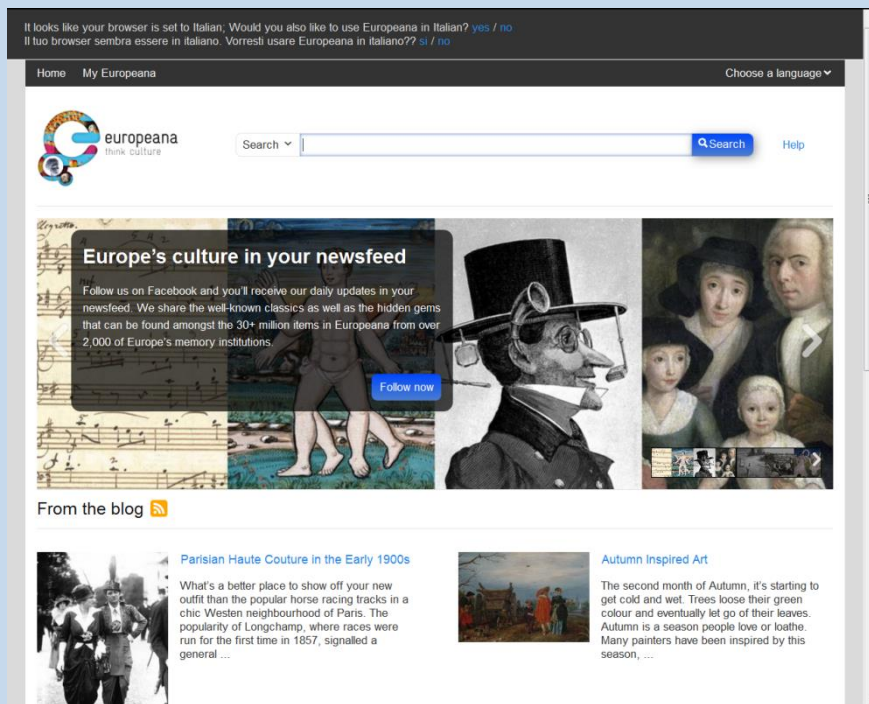 It looks like your browser is set to Italian; Would you also like to use Europeana in Italian? yes / no
Il tuo browser sembra essere in italiano. Vorresti usare Europeana in italiano?? si / no
Home My Europeana Choose a language
europeana
think culture
Search
Search
Help
Allegretto.
Europe's culture in your newsfeed
Follow us on Facebook and you'll receive our daily updates in your
newsfeed. We share the well-known classics as well as the hidden gems
that can be found amongst the 30+ million items in Europeana from over
2,000 of Europe's memory institutions.
Follow now
From the blog
Parisian Haute Couture in the Early 1900s
What's a better place to show off your new
outfit than the popular horse racing tracks in a
chic Westen neighbourhood of Paris. The
popularity of Longchamp, where races were
run for the first time in 1857, signalled a
general ...
Autumn Inspired Art
The second month of Autumn, it's starting to
get cold and wet. Trees loose their green
colour and eventually let go of their leaves.
Autumn is a season people love or loathe.
Many painters have been inspired by this
season, ...